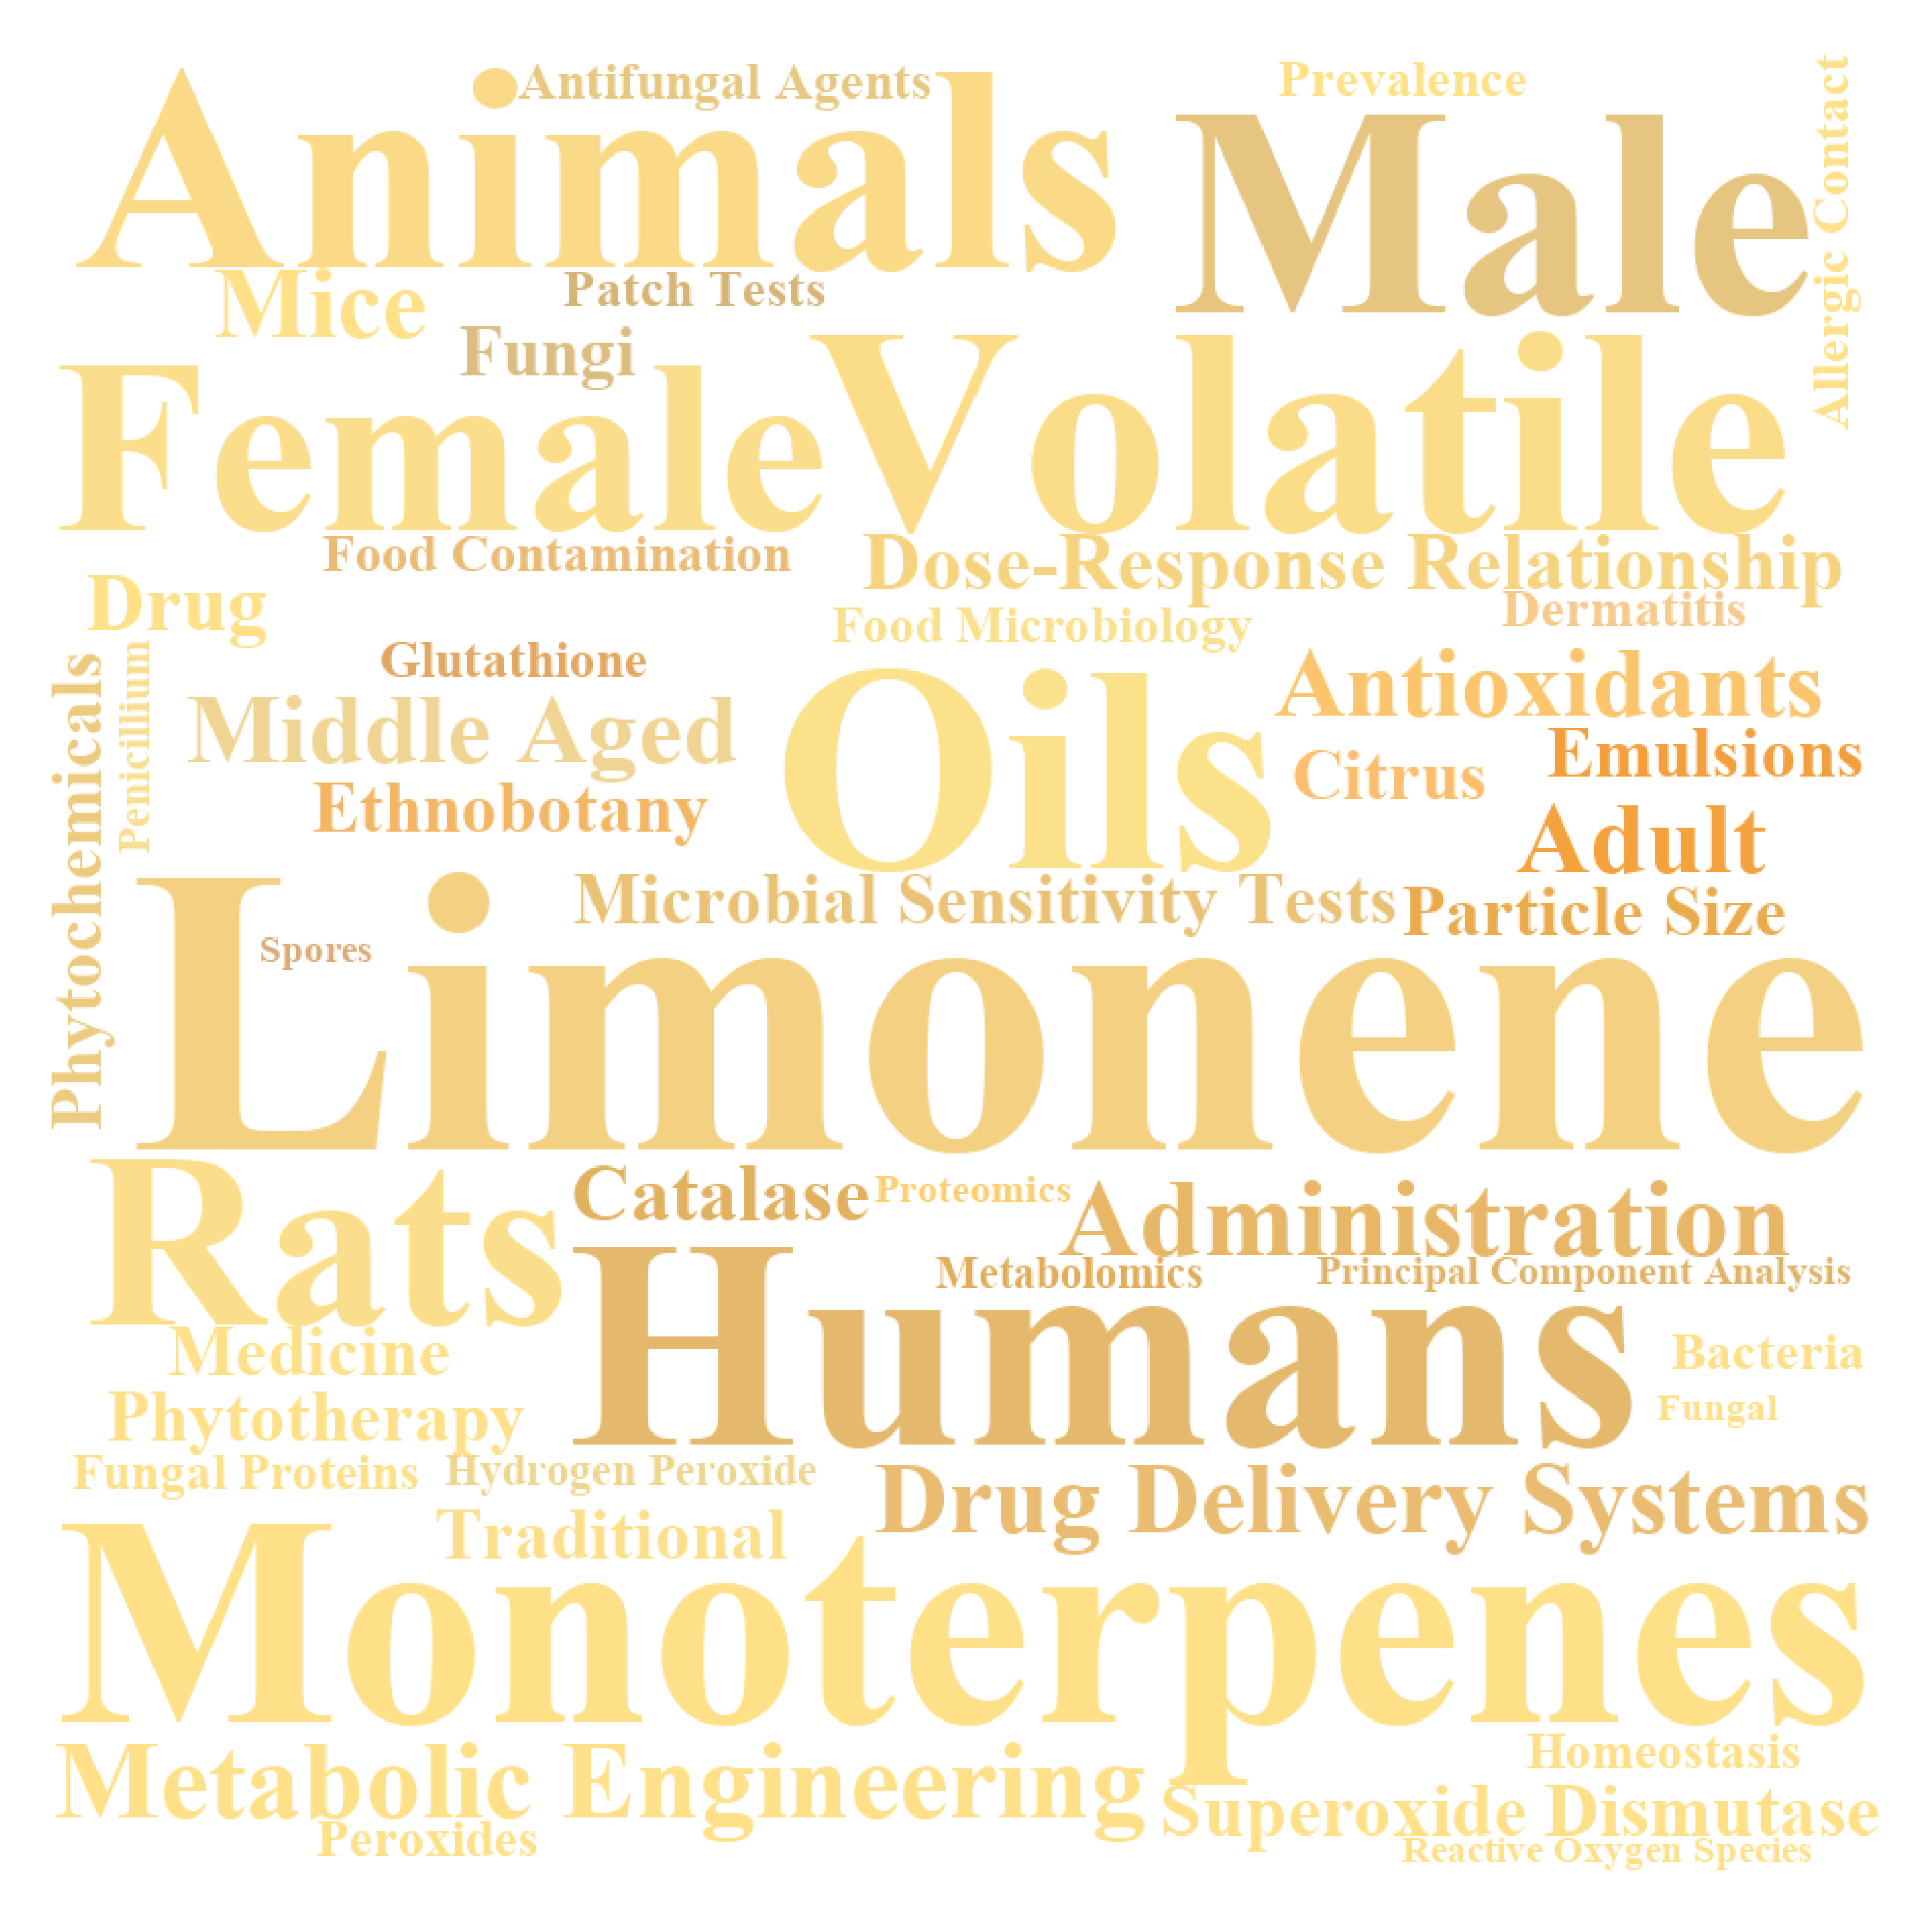 Antifungal Agents
Prevalence
Animals
Male
Allergic Contact
Mice
Patch Tests
Fungi
Female
Volatile
Food Contamination
Dose-Response Relationship
Drug
Food Microbiology
Dermatitis
Glutathione
Antioxidants
Phytochemicals
Penicillium
Middle Aged
Oils
Citrus
Emulsions
Ethnobotany
Adult
Microbial Sensitivity Tests
Particle Size
Spores
Limonene
Rats
Catalase
Proteomics
Administration
Metabolomics
Principal Component Analysis
Humans
Medicine
Bacteria
Phytotherapy
Fungal
Fungal Proteins
Hydrogen Peroxide
Drug Delivery Systems
Traditional
Monoterpenes
Metabolic Engineering
Homeostasis
Superoxide Dismutase
Peroxides
Reactive Oxygen Species